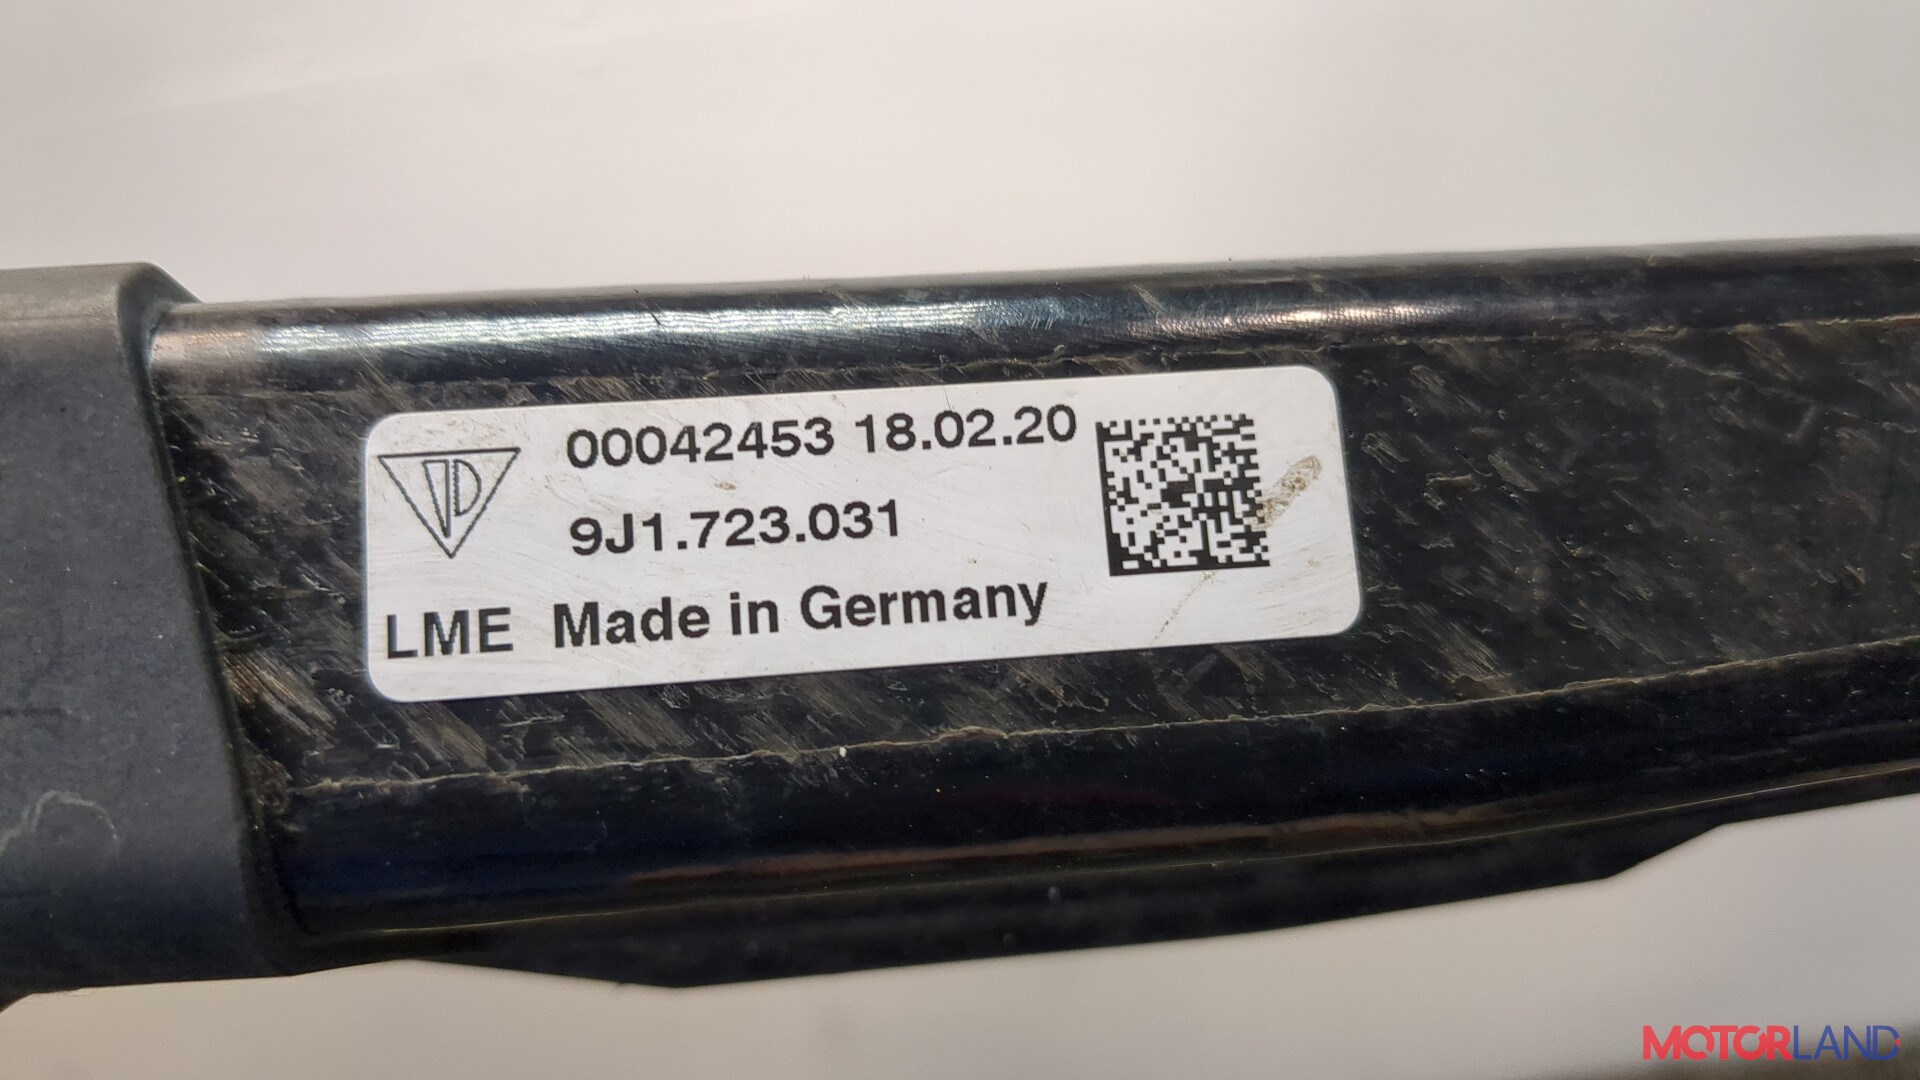 00042453 18.02.20
9J1.723.031
LME Made in Germany
MOTORLAND